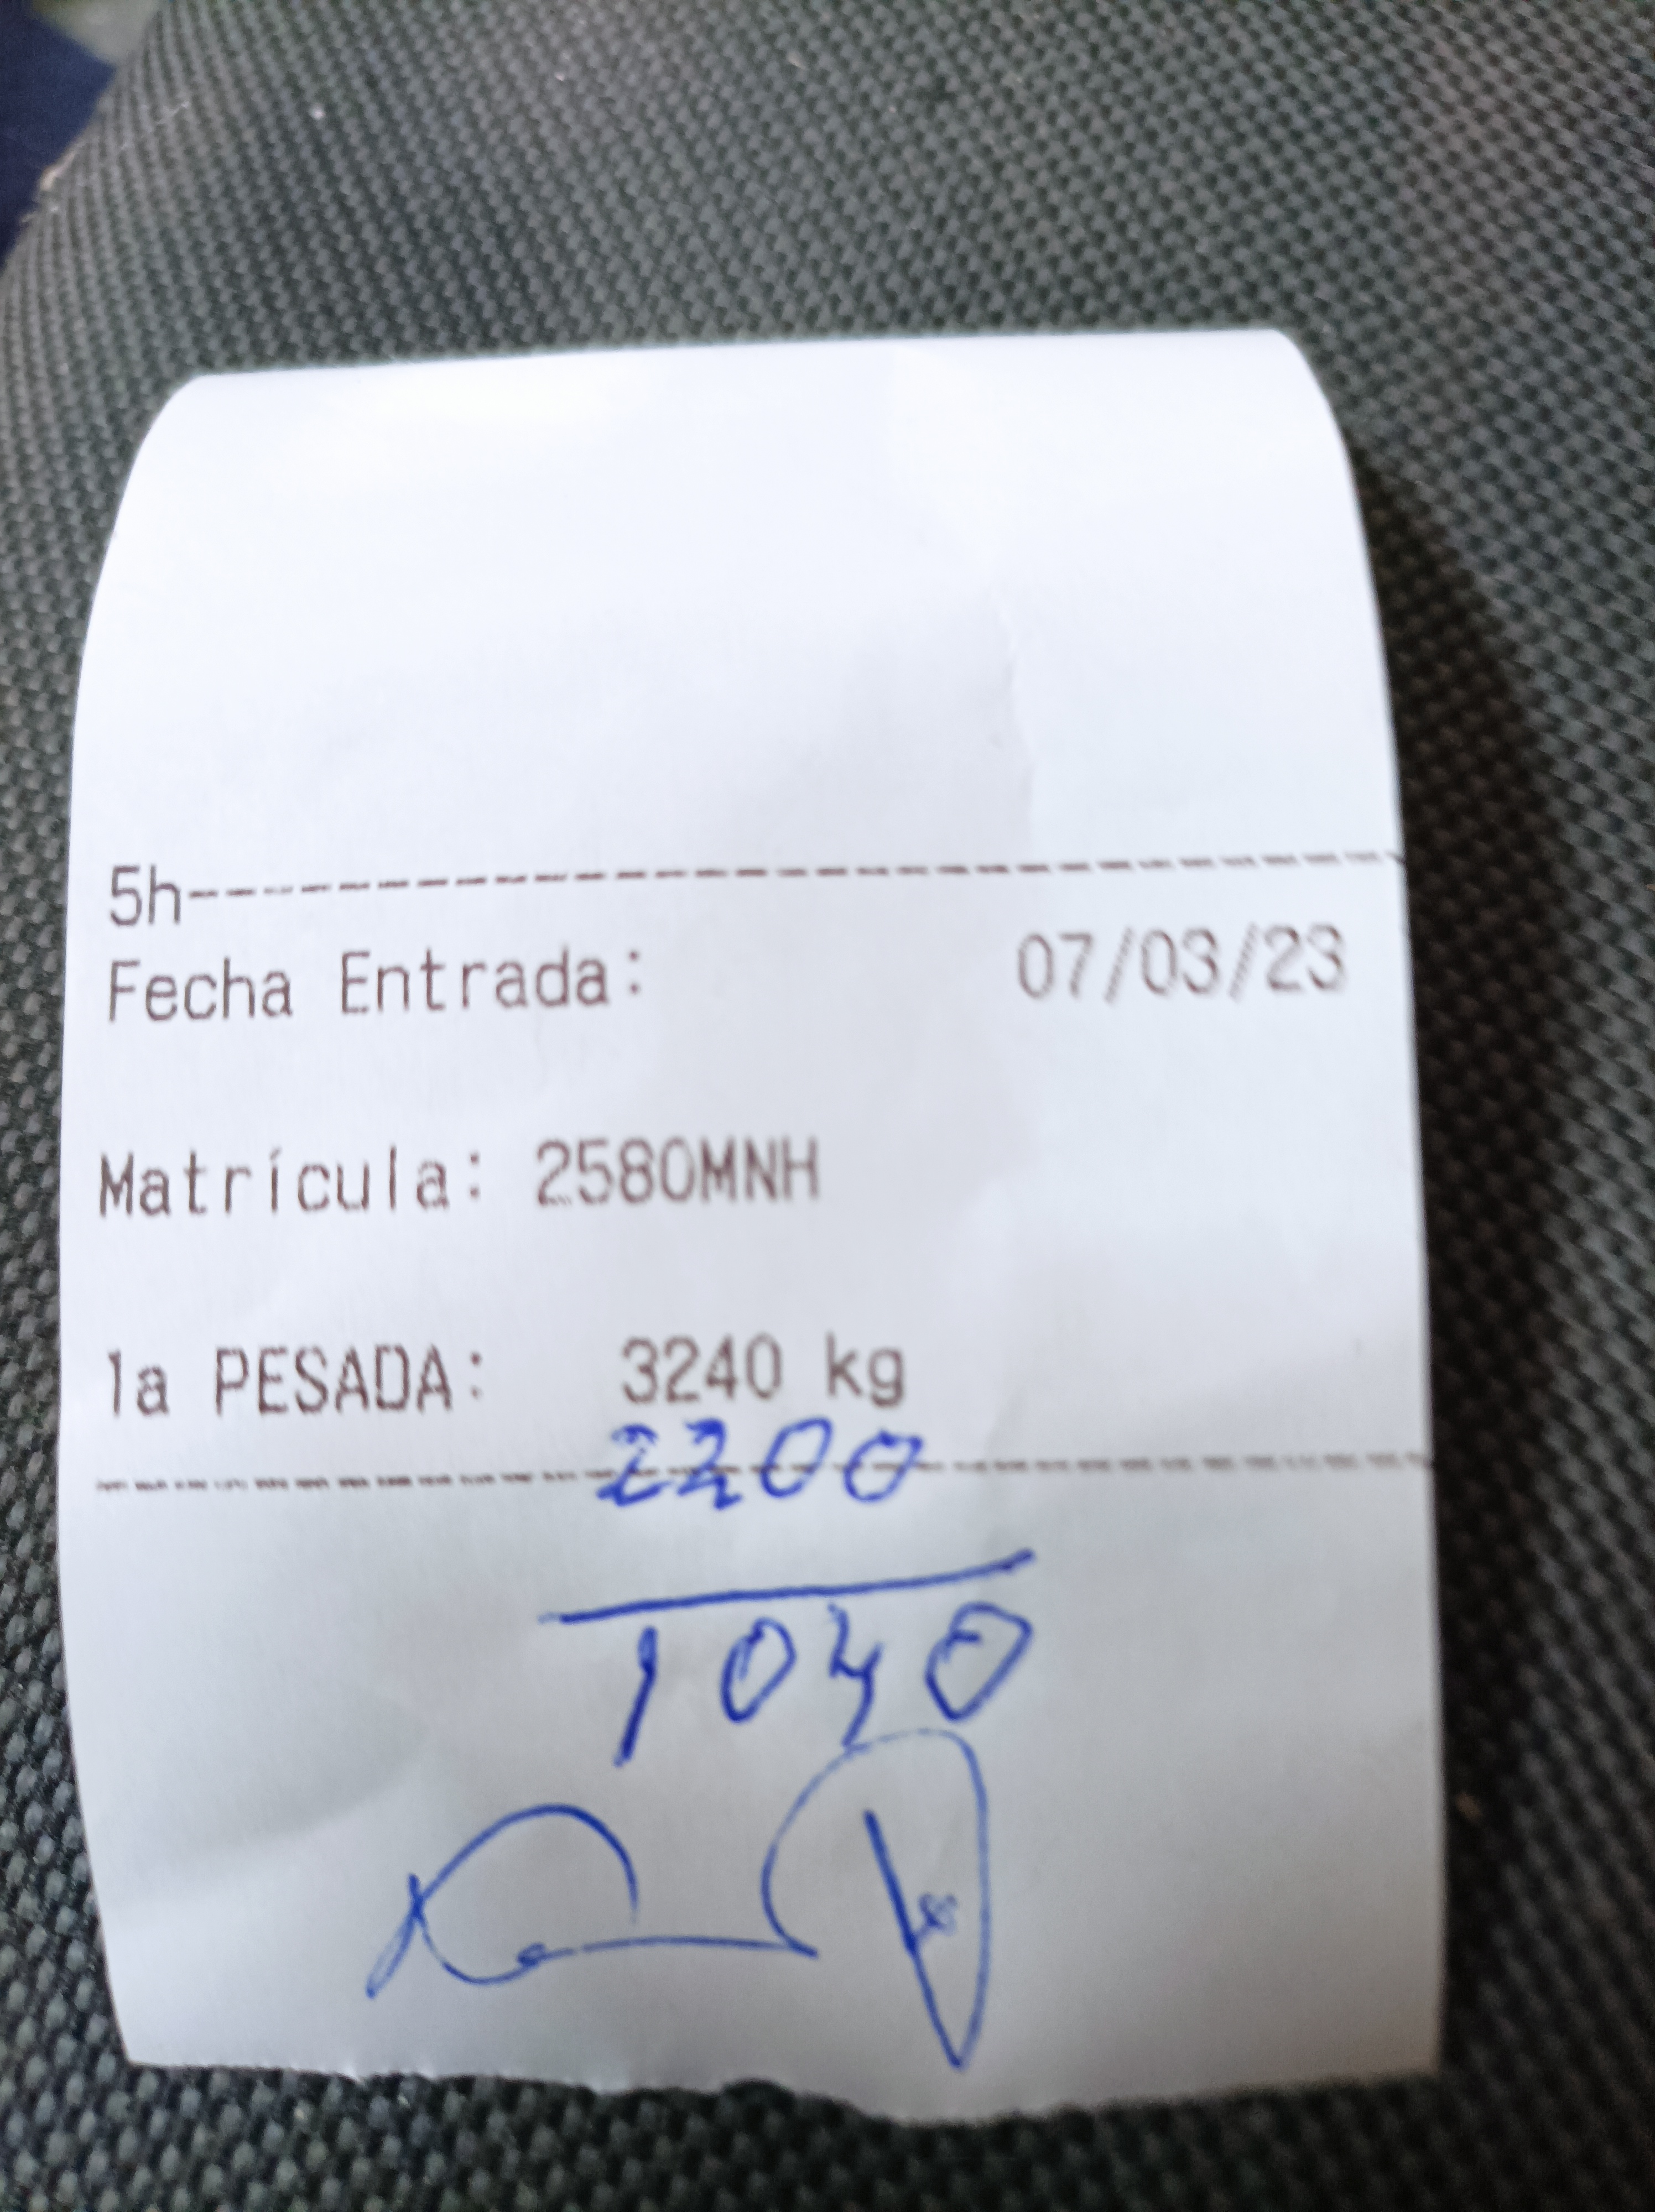 5h------------------------------
Fecha Entrada: 07/03/23
Matrícula: 2580MNH
1a PESADA: 3240 kg
2200
1040